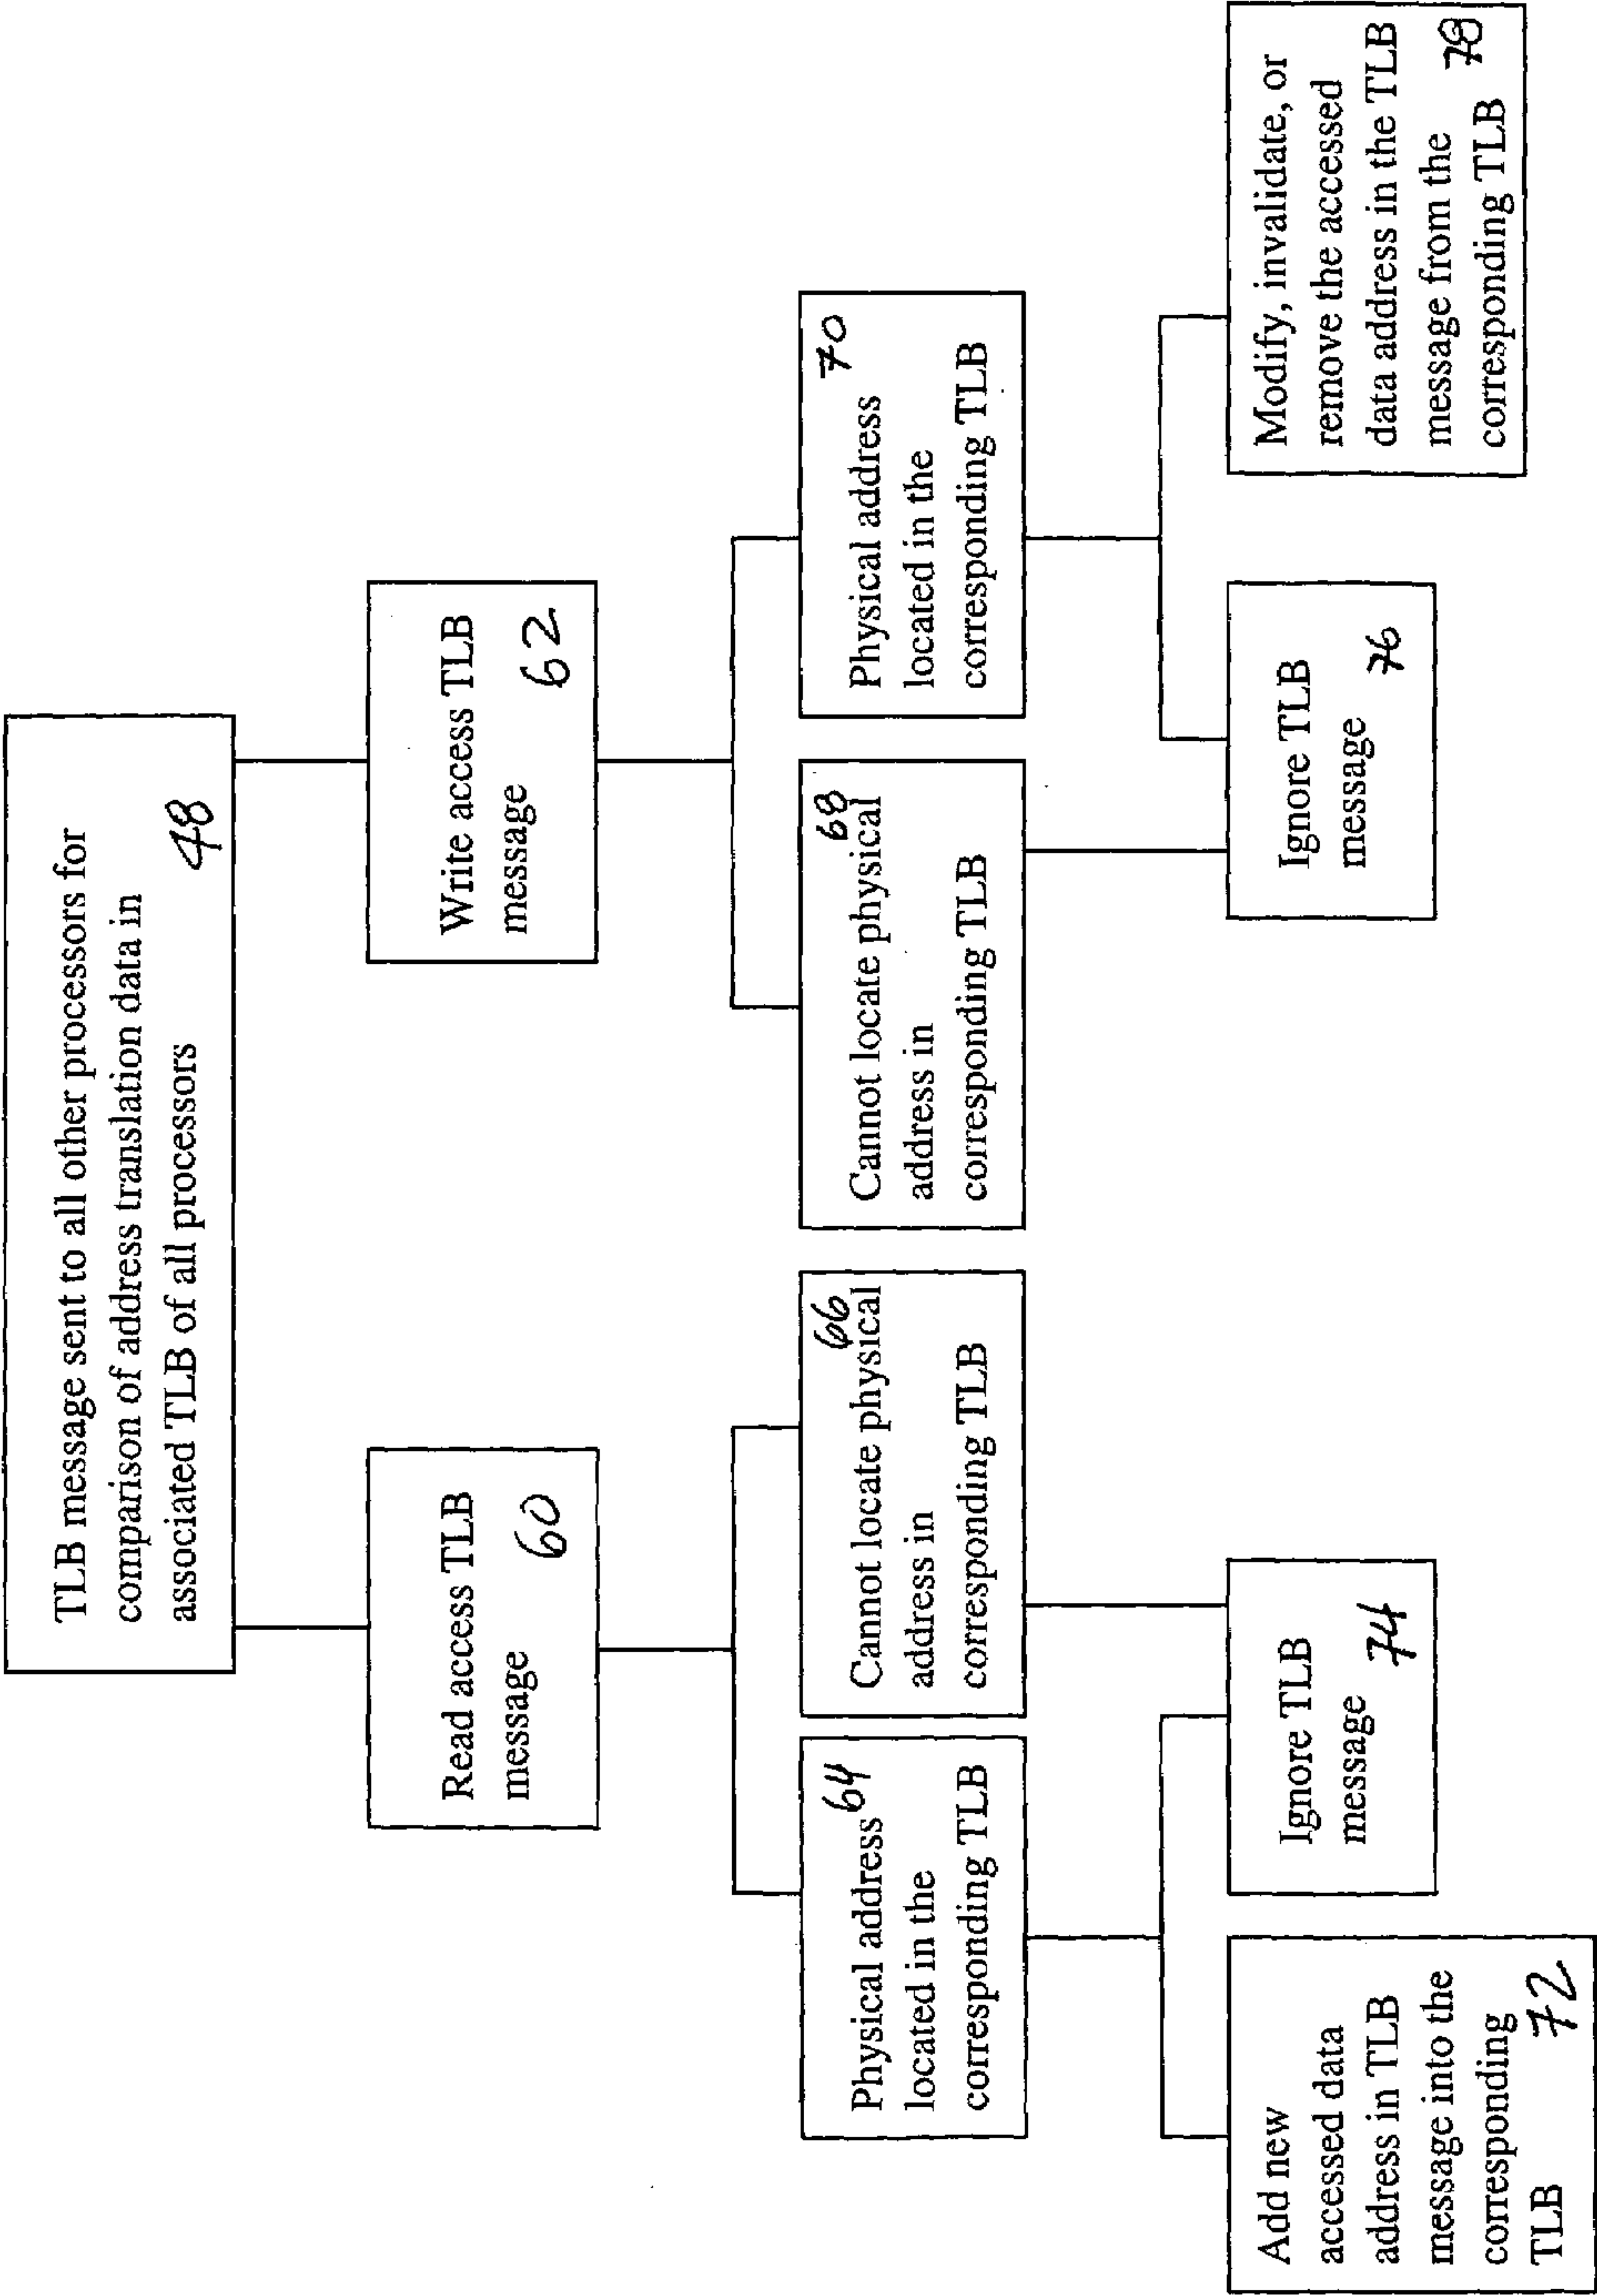 TLB message sent to all other processors for
comparison of address translation data in
associated TLB of all processors 48
Read access TLB
message 60
Write access TLB
message 62
Physical address 64
located in the
corresponding TLB
66
Cannot locate physical
address in
corresponding TLB
68
Cannot locate physical
address in
corresponding TLB
70
Physical address
located in the
corresponding TLB
Add new
accessed data
address in TLB
message into the
corresponding
TLB 72
Ignore TLB
message 74
Ignore TLB
message 76
Modify, invalidate, or
remove the accessed
data address in the TLB
message from the
corresponding TLB 78